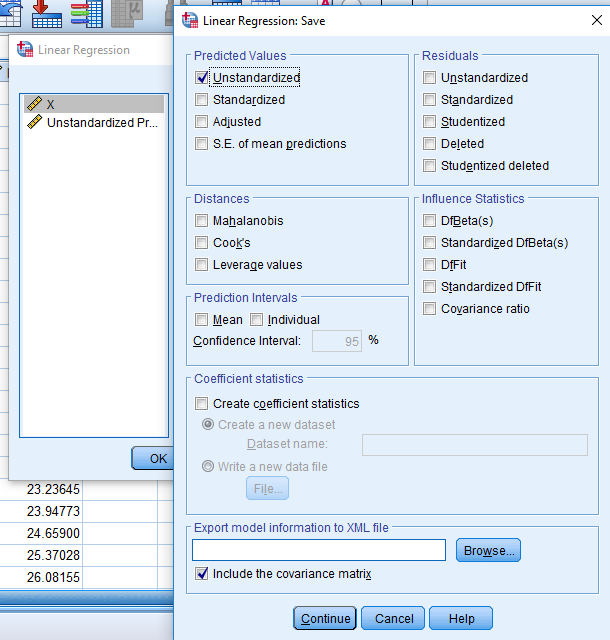 Linear Regression
X
Unstandardized Pr...
OK
23.23645
23.94773
24.65900
25.37028
26.08155
Linear Regression: Save
Predicted Values
Unstandardized
Standardized
Adjusted
S.E. of mean predictions
Residuals
Unstandardized
Standardized
Studentized
Deleted
Studentized deleted
Distances
Mahalanobis
Cook's
Leverage values
Influence Statistics
DfBeta(s)
Standardized DfBeta(s)
DfFit
Standardized DfFit
Covariance ratio
Prediction Intervals
Mean Individual
Confidence Interval: 95 %
Coefficient statistics
Create coefficient statistics
Create a new dataset
Dataset name:
Write a new data file
File...
Export model information to XML file
Browse...
Include the covariance matrix
Continue Cancel Help